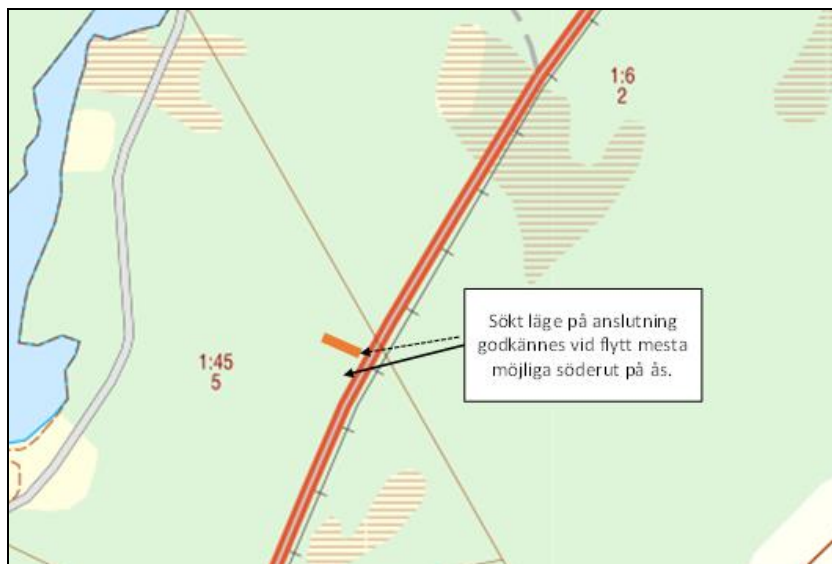 1:6
2
1:45
5
Sökt läge på anslutning
godkännes vid flytt mesta
möjliga söderut på ås.